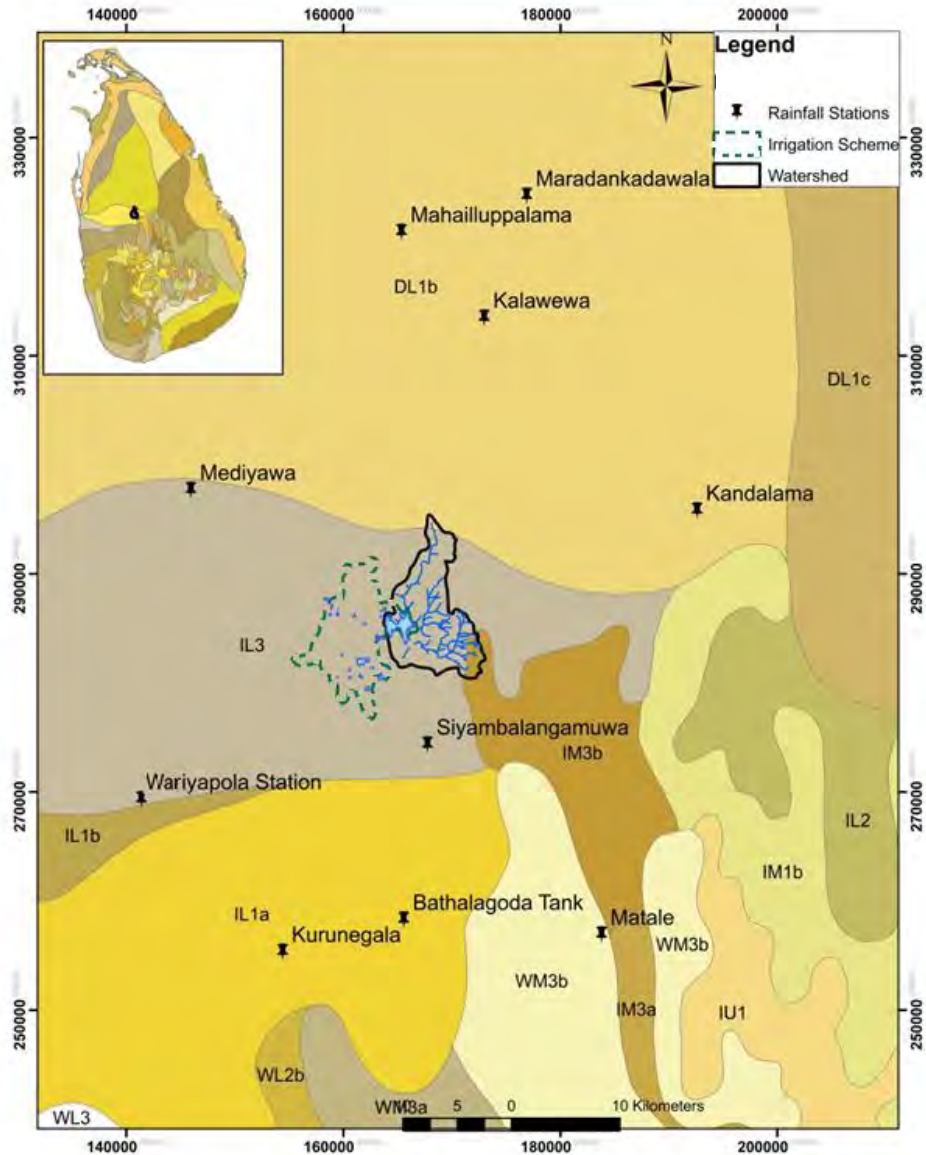 140000 160000 180000 200000
N
Legend
Rainfall Stations
Irrigation Scheme
Watershed
330000
330000
Maradankadawala
Mahailluppalama
DL1b
Kalawewa
310000
310000
DL1c
Mediyawa
Kandalama
290000
290000
IL3
Siyambalangamuwa
IM3b
Wariyapola Station
270000
270000
IL1b
IL2
IM1b
Bathalagoda Tank
IL1a
Matale
Kurunegala
WM3b
WM3b
IM3a
IU1
250000
250000
WL2b
WM3a
10 5 0 10 Kilometers
WL3
140000 160000 180000 200000